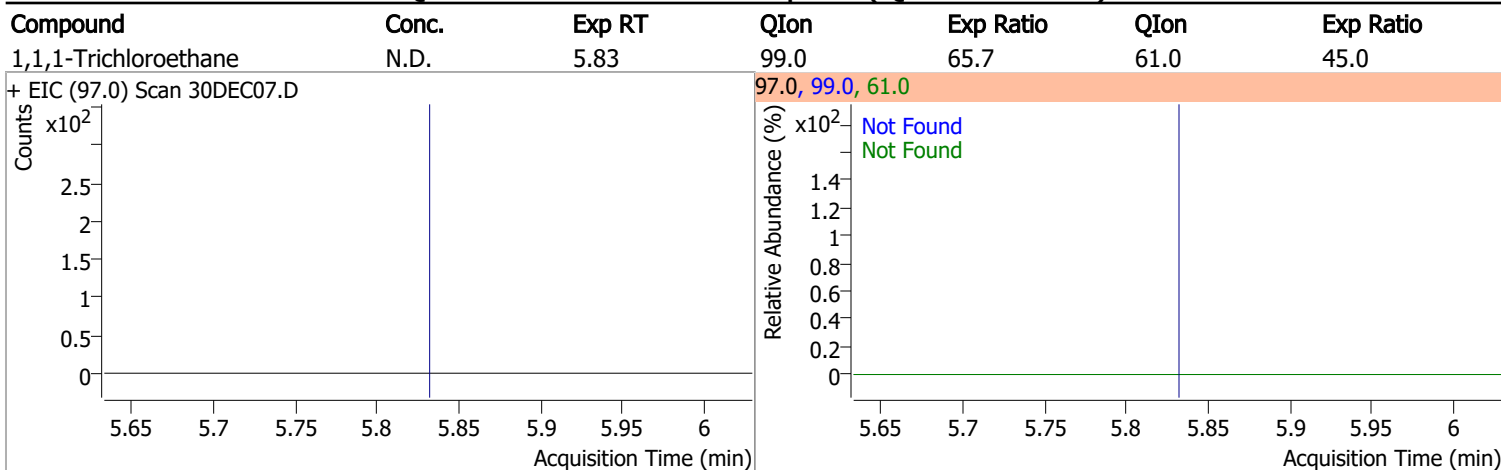 Compound Conc. Exp RT QIon Exp Ratio QIon Exp Ratio
1,1,1-Trichloroethane N.D. 5.83 99.0 65.7 61.0 45.0
+ EIC (97.0) Scan 30DEC07.D
Counts
x10²
2.5
2
1.5
1
0.5
0
5.65 5.7 5.75 5.8 5.85 5.9 5.95 6
Acquisition Time (min)
97.0, 99.0, 61.0
Relative Abundance (%)
x10²
Not Found
Not Found
1.4
1.2
1
0.8
0.6
0.4
0.2
0
5.65 5.7 5.75 5.8 5.85 5.9 5.95 6
Acquisition Time (min)